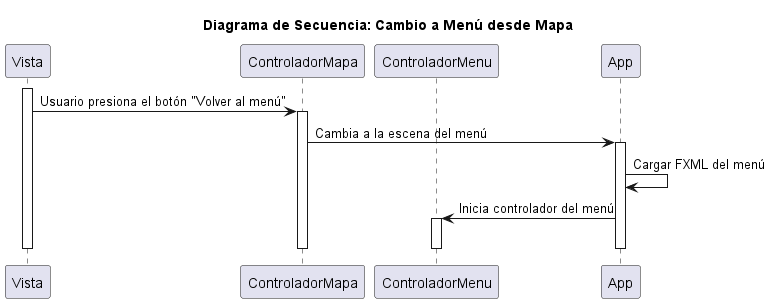 Diagrama de Secuencia: Cambio a Menú desde Mapa
Vista
ControladorMapa
ControladorMenu
App
Usuario presiona el botón "Volver al menú"
Cambia a la escena del menú
Cargar FXML del menú
Inicia controlador del menú
Vista
ControladorMapa
ControladorMenu
App